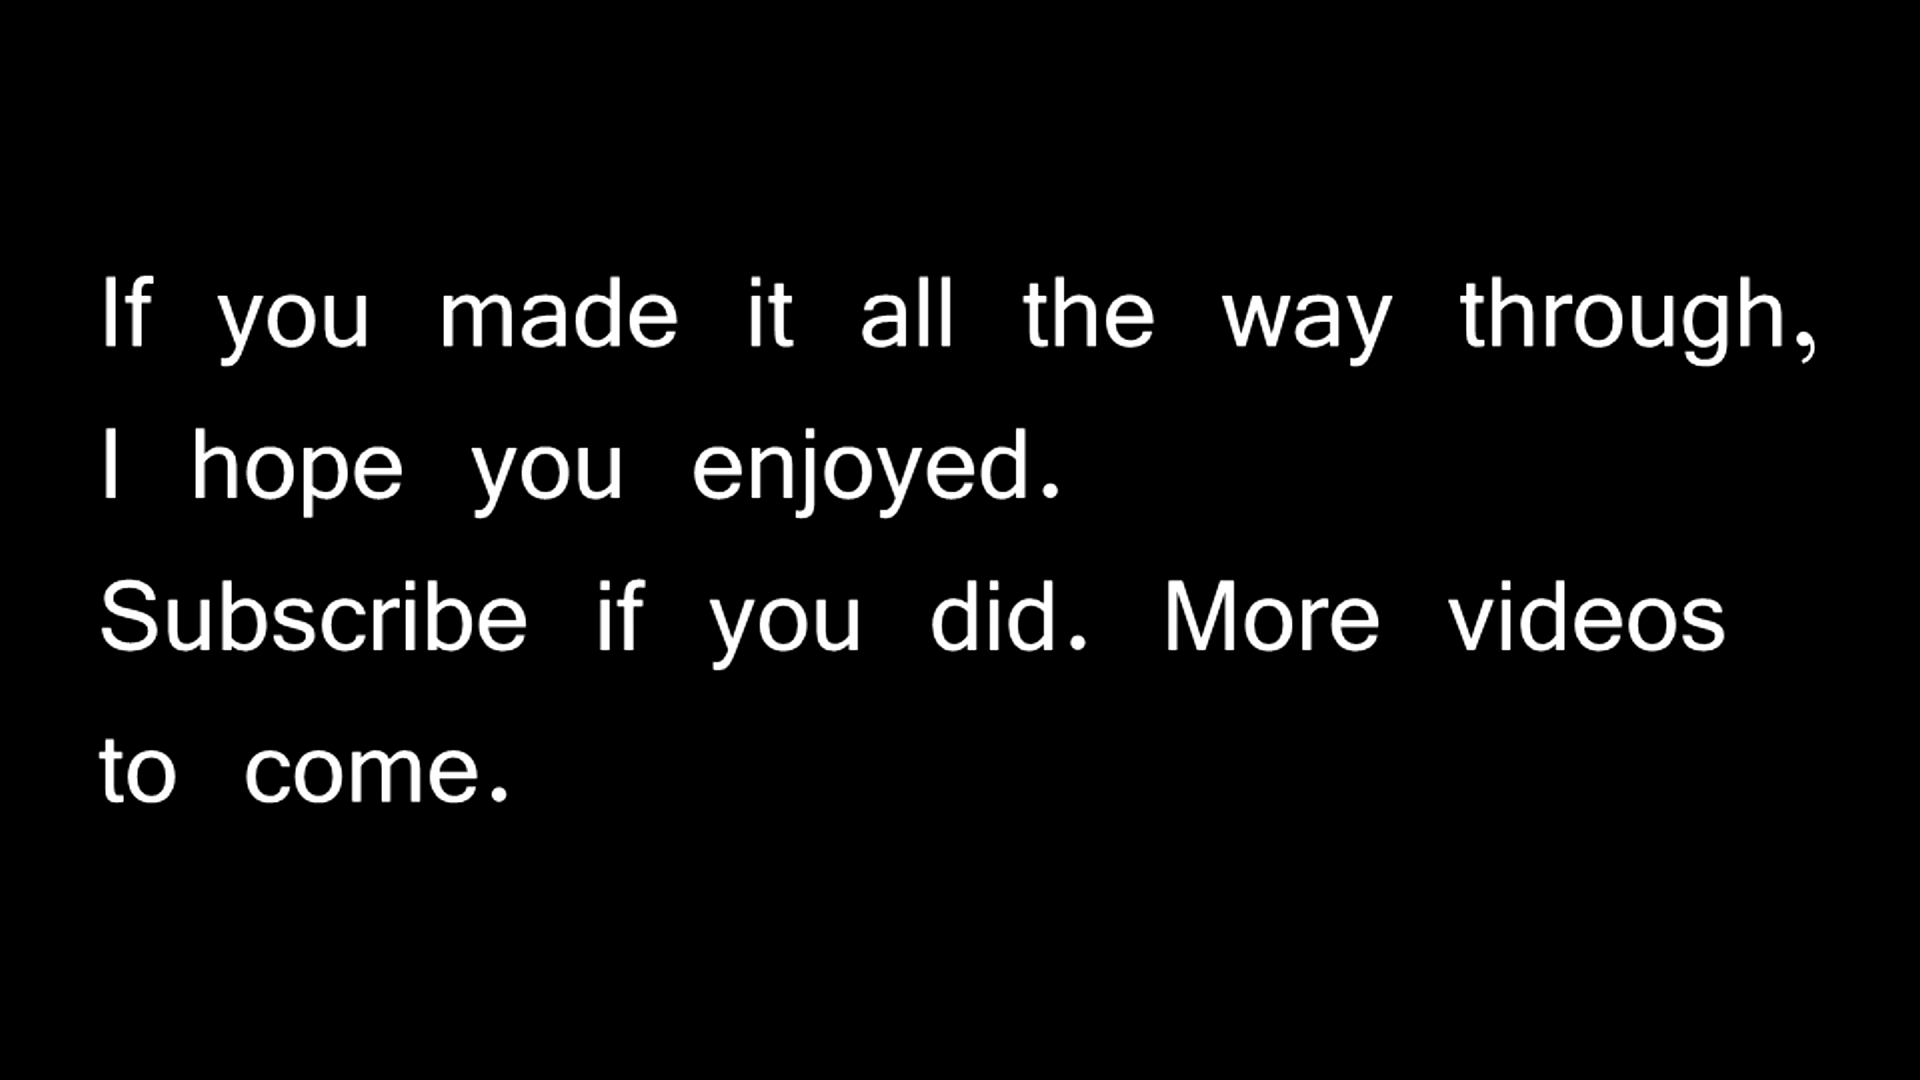 If you made it all the way through,
I hope you enjoyed.
Subscribe if you did. More videos
to come.